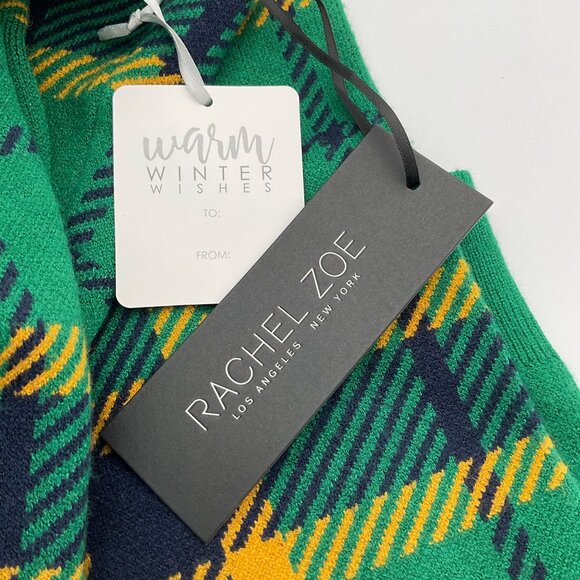 warm
WINTER
WISHES
TO:
FROM:
RACHEL ZOE
LOS ANGELES NEW YORK